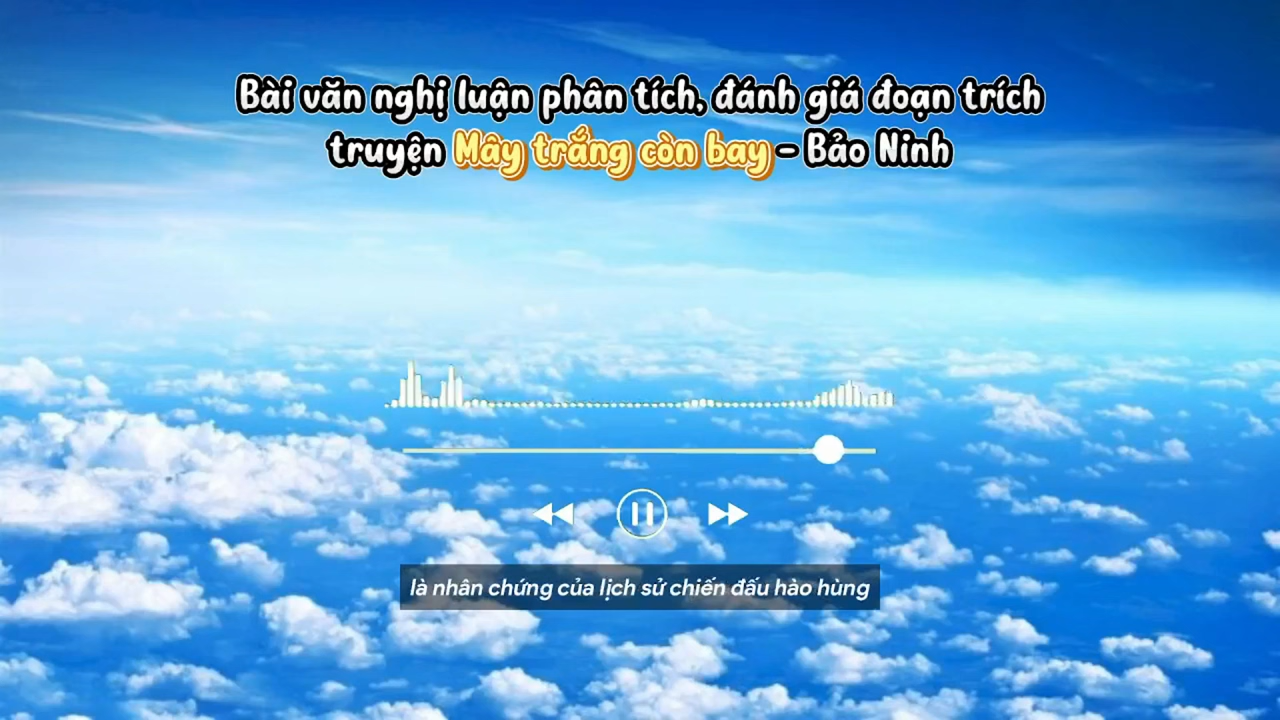 Bài văn nghị luận phân tích, đánh giá đoạn trích
truyện Mây trắng còn bay - Bảo Ninh
là nhân chứng của lịch sử chiến đấu hào hùng